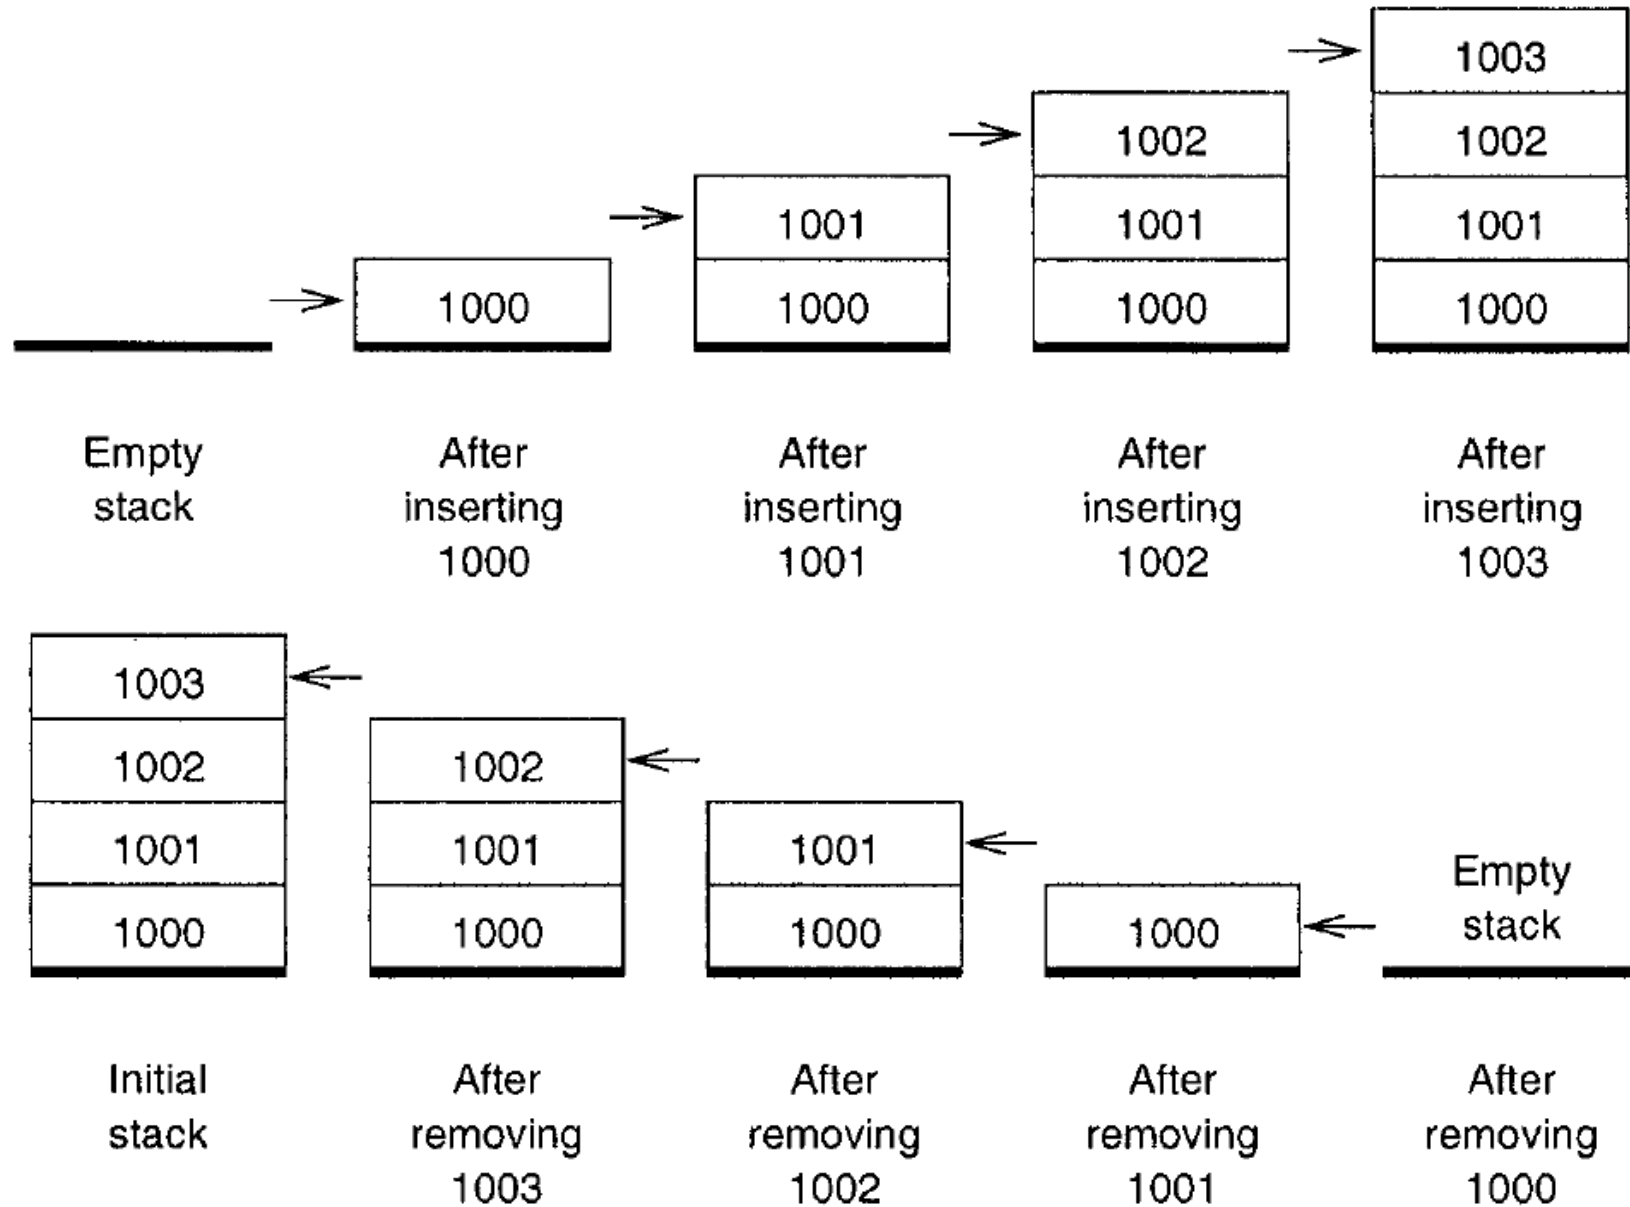 1003
1002 1002
1001 1001 1001
1000 1000 1000 1000
Empty After After After After
stack inserting inserting inserting inserting
1000 1001 1002 1003
1003
1002 1002
1001 1001 1001 Empty
1000 1000 1000 1000 stack
Initial After After After After
stack removing removing removing removing
1003 1002 1001 1000